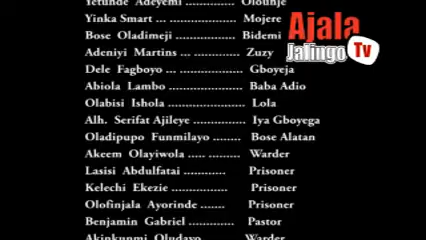 Yetunde Adeyemi ............. Olounje
Yinka Smart ... ................... Mojere
Bose Oladimeji ................ Bidemi
Adeniyi Martins ... ............ Zuzy
Dele Fagboyo ... ............... Gboyeja
Abiola Lambo .................. Baba Adio
Olabisi Ishola ................... Lola
Alh. Serifat Ajileye ............... Iya Gboyega
Oladipupo Funmilayo ........ Bose Alatan
Akeem Olayiwola ..... ......... Warder
Lasisi Abdulfatai ............ Prisoner
Kelechi Ekezie ................ Prisoner
Olofinjala Ayorinde ....... Prisoner
Benjamin Gabriel ............. Pastor
Akinkunmi Oludayo Warder
Ajala
Jalingo Tv